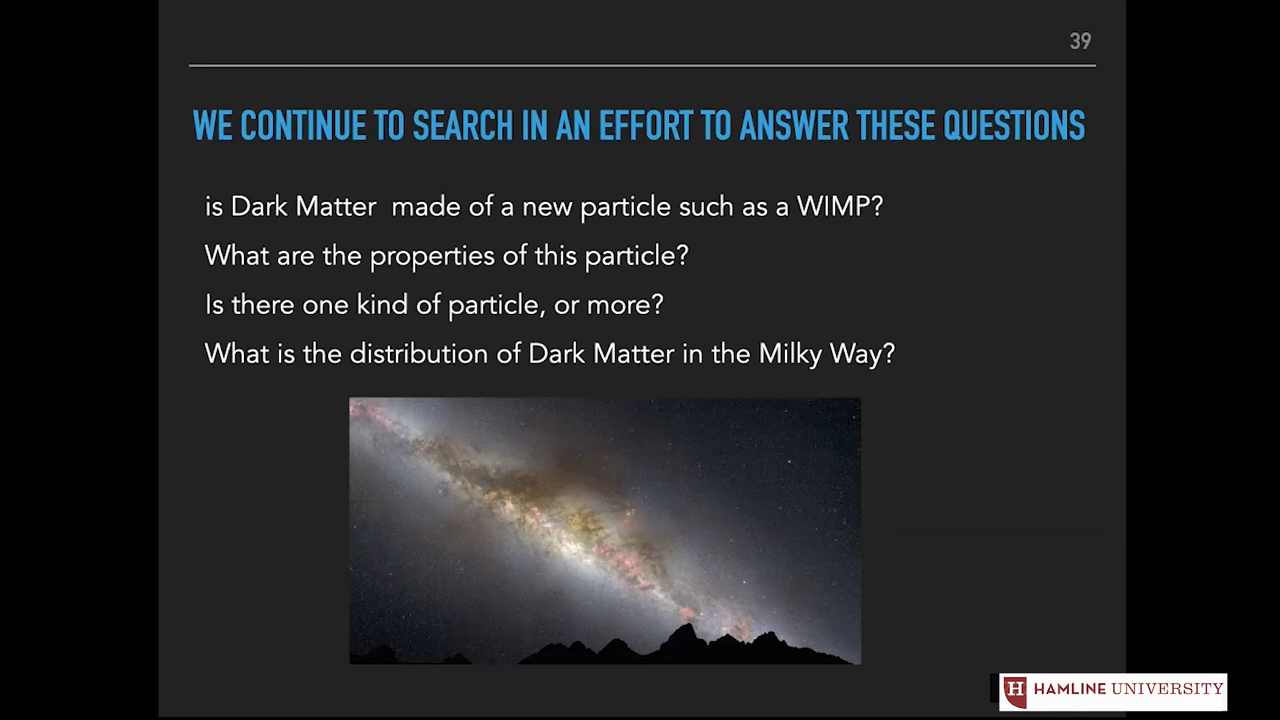 39
WE CONTINUE TO SEARCH IN AN EFFORT TO ANSWER THESE QUESTIONS
is Dark Matter  made of a new particle such as a WIMP?
What are the properties of this particle?
Is there one kind of particle, or more?
What is the distribution of Dark Matter in the Milky Way?
H HAMLINE UNIVERSITY